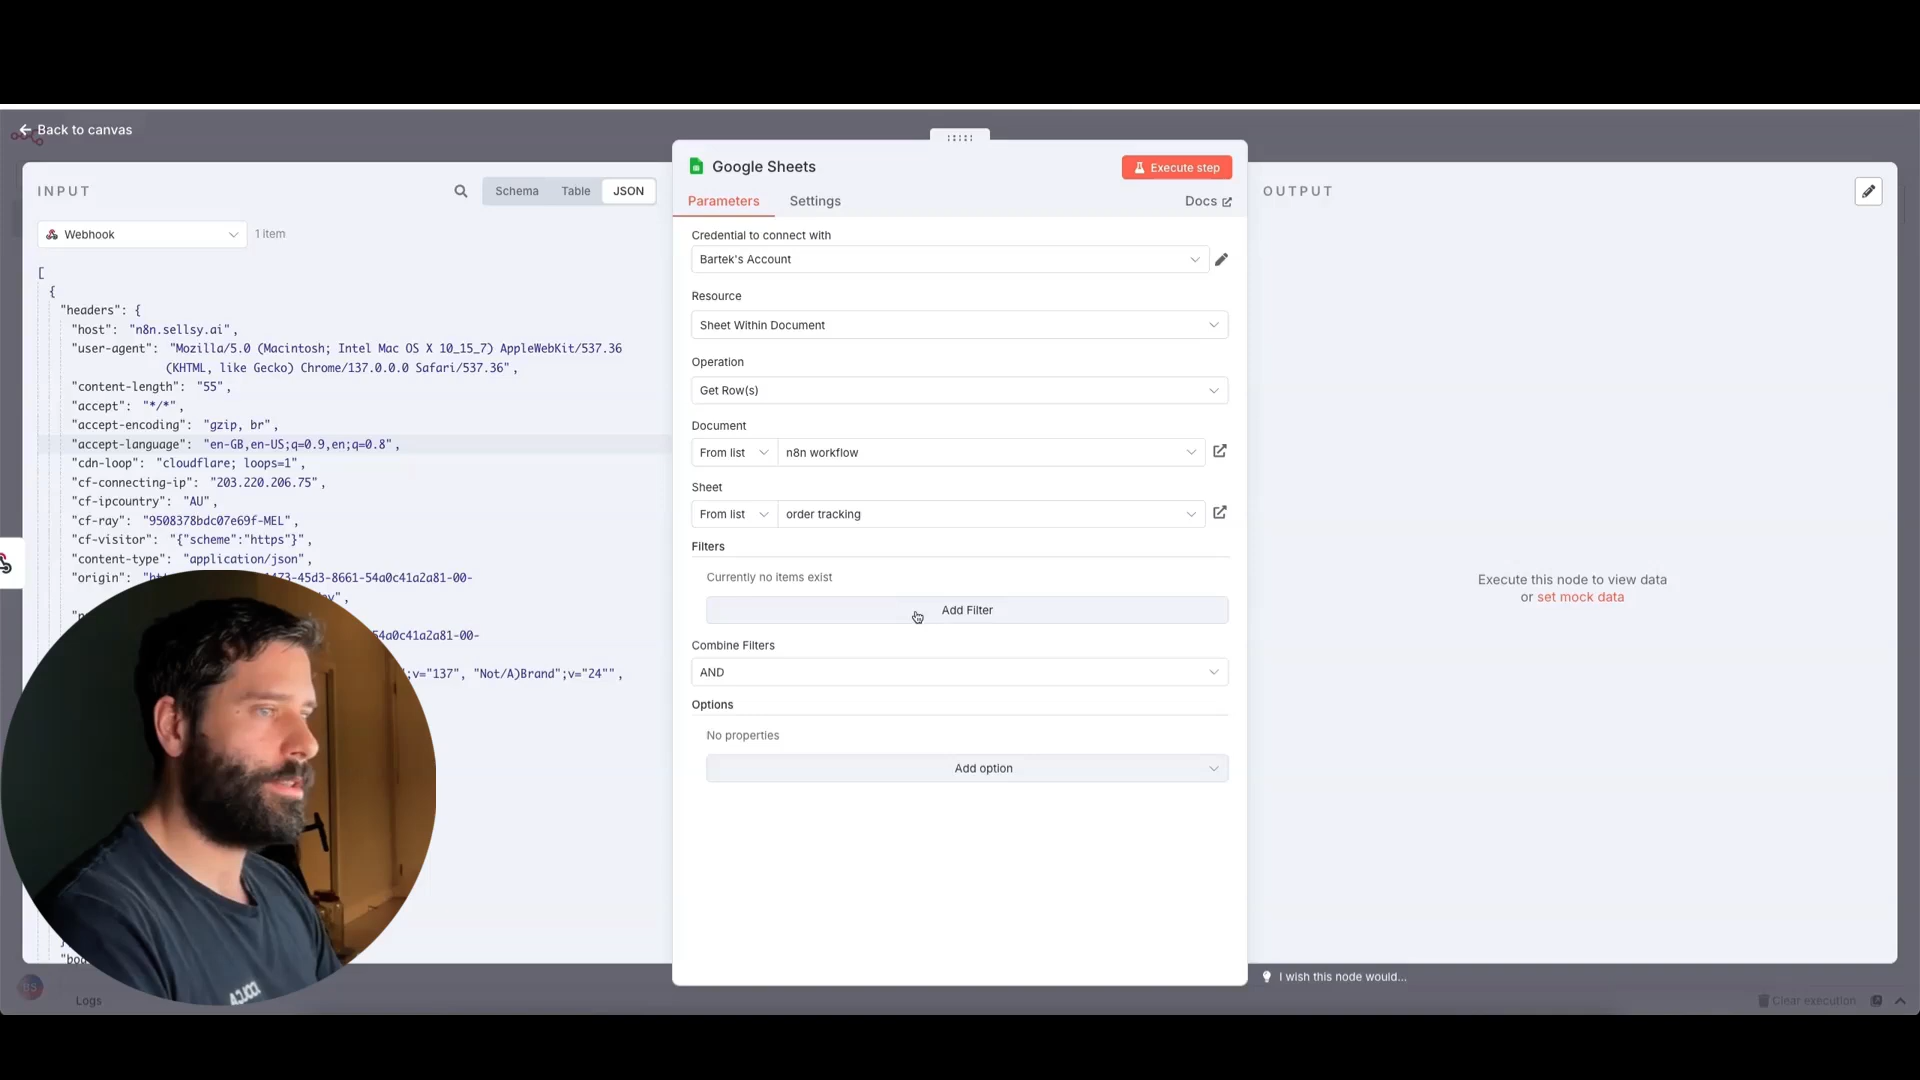 Back to canvas
INPUT
Schema
Table
JSON
Webhook
1 item
[
{
"headers": {
"host": "n8n.sellsy.ai",
"user-agent": "Mozilla/5.0 (Macintosh; Intel Mac OS X 10_15_7) AppleWebKit/537.36
(KHTML, like Gecko) Chrome/137.0.0.0 Safari/537.36",
"content-length": "55",
"accept": "*/*",
"accept-encoding": "gzip, br",
"accept-language": "en-GB,en-US;q=0.9,en;q=0.8",
"cdn-loop": "cloudflare; loops=1",
"cf-connecting-ip": "203.220.206.75",
"cf-ipcountry": "AU",
"cf-ray": "9508378bdc07e69f-MEL",
"cf-visitor": "{"scheme":"https"}",
"content-type": "application/json",
"origin": 45d3-8661-54a0c41a2a81-00-
54a0c41a2a81-00-
;v="137", "Not/A)Brand";v="24"",
BS
Logs
Google Sheets
Execute step
Parameters
Settings
Docs
Credential to connect with
Bartek's Account
Resource
Sheet Within Document
Operation
Get Row(s)
Document
From list
n8n workflow
Sheet
From list
order tracking
Filters
Currently no items exist
Add Filter
Combine Filters
AND
Options
No properties
Add option
OUTPUT
Execute this node to view data
or set mock data
I wish this node would...
Clear execution